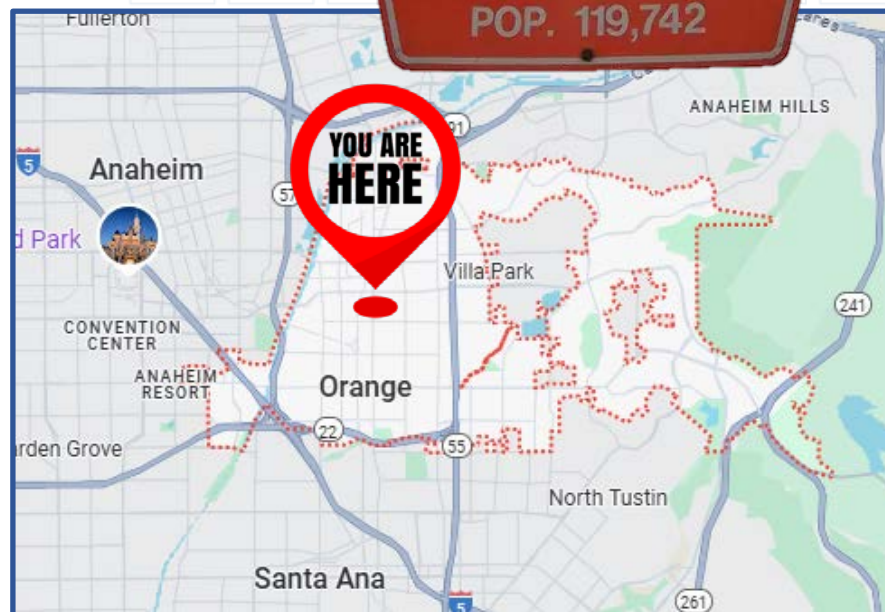 POP. 119,742
Fullerton
ANAHEIM HILLS
91
YOU ARE
HERE
5
Anaheim
57
Park
Villa Park
241
CONVENTION
CENTER
ANAHEIM
RESORT
Orange
22
55
Garden Grove
North Tustin
Santa Ana
5
261